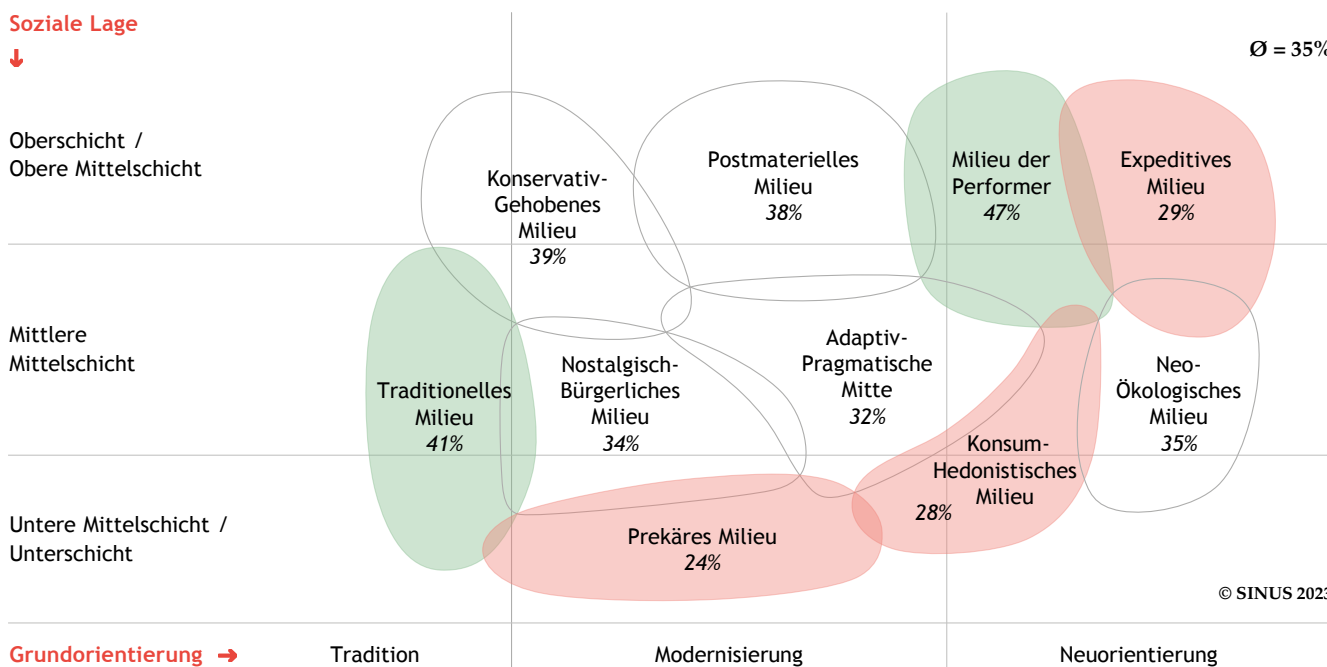 Soziale Lage
↓
Ø = 35%
Oberschicht /
Obere Mittelschicht
Konservativ-
Gehobenes
Milieu
39%
Postmaterielles
Milieu
38%
Milieu der
Performer
47%
Expeditives
Milieu
29%
Mittlere
Mittelschicht
Traditionelles
Milieu
41%
Nostalgisch-
Bürgerliches
Milieu
34%
Adaptiv-
Pragmatische
Mitte
32%
Neo-
Ökologisches
Milieu
35%
Konsum-
Hedonistisches
Milieu
28%
Untere Mittelschicht /
Unterschicht
Prekäres Milieu
24%
© SINUS 2023
Grundorientierung → Tradition Modernisierung Neuorientierung